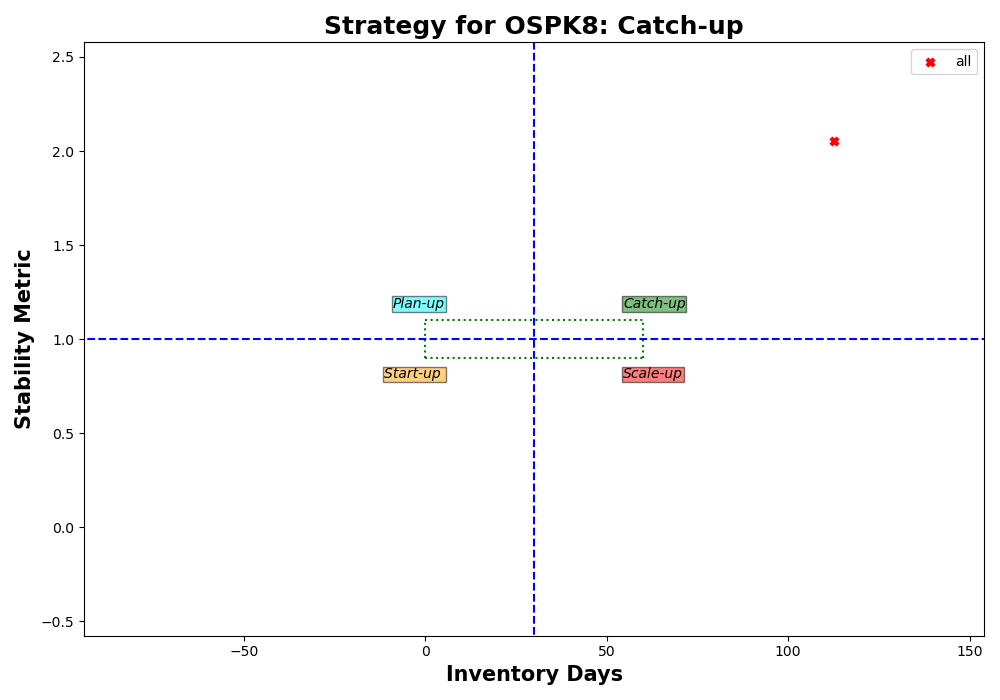 Strategy for OSPK8: Catch-up
all
2.5
2.0
1.5
1.0
0.5
0.0
−0.5
Stability Metric
Plan-up
Catch-up
Start-up
Scale-up
−50
0
50
100
150
Inventory Days